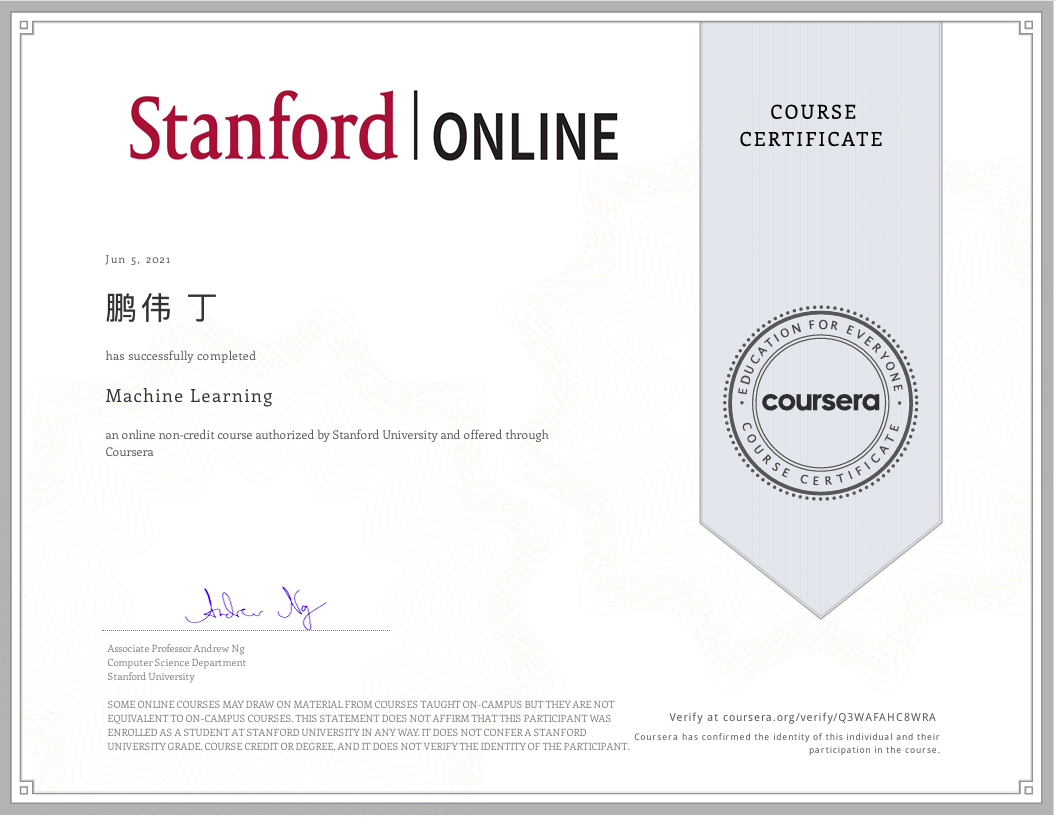 Stanford | ONLINE
COURSE
CERTIFICATE
Jun 5, 2021
鹏伟 丁
has successfully completed
Machine Learning
an online non-credit course authorized by Stanford University and offered through
Coursera
EDUCATION FOR EVERYONE
coursera
COURSE CERTIFICATE
Andrew Ng
Associate Professor Andrew Ng
Computer Science Department
Stanford University
SOME ONLINE COURSES MAY DRAW ON MATERIAL FROM COURSES TAUGHT ON-CAMPUS BUT THEY ARE NOT
EQUIVALENT TO ON-CAMPUS COURSES. THIS STATEMENT DOES NOT AFFIRM THAT THIS PARTICIPANT WAS
ENROLLED AS A STUDENT AT STANFORD UNIVERSITY IN ANY WAY. IT DOES NOT CONFER A STANFORD
UNIVERSITY GRADE, COURSE CREDIT OR DEGREE, AND IT DOES NOT VERIFY THE IDENTITY OF THE PARTICIPANT.
Verify at coursera.org/verify/Q3WAFAHC8WRA
Coursera has confirmed the identity of this individual and their
participation in the course.